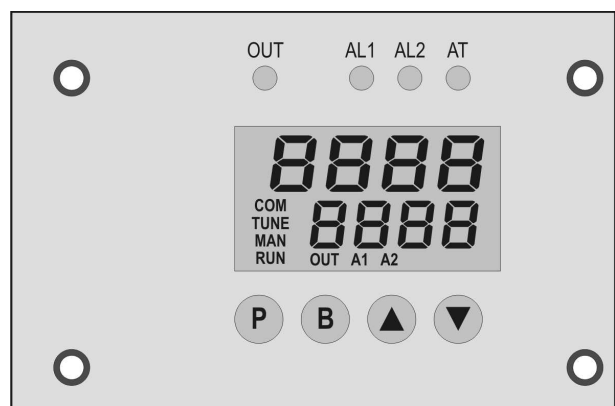 OUT AL1 AL2 AT
8888
COM
TUNE
MAN
RUN
8888
OUT A1 A2
P B ▲ ▼